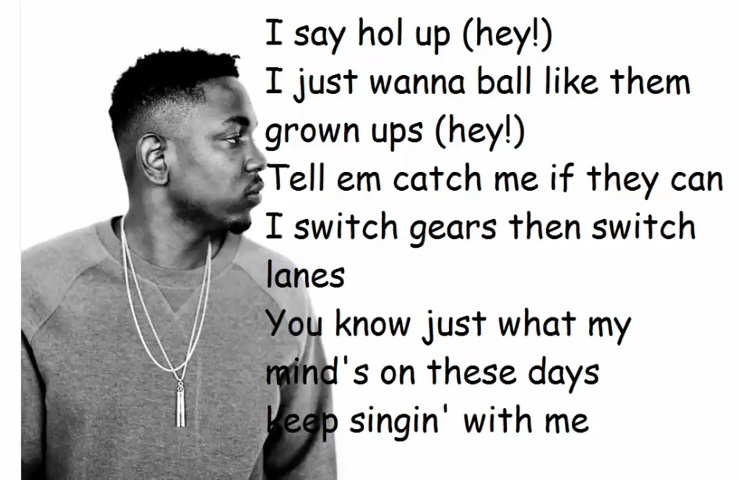 I say hol up (hey!)
I just wanna ball like them
grown ups (hey!)
Tell em catch me if they can
I switch gears then switch
lanes
You know just what my
mind's on these days
keep singin' with me